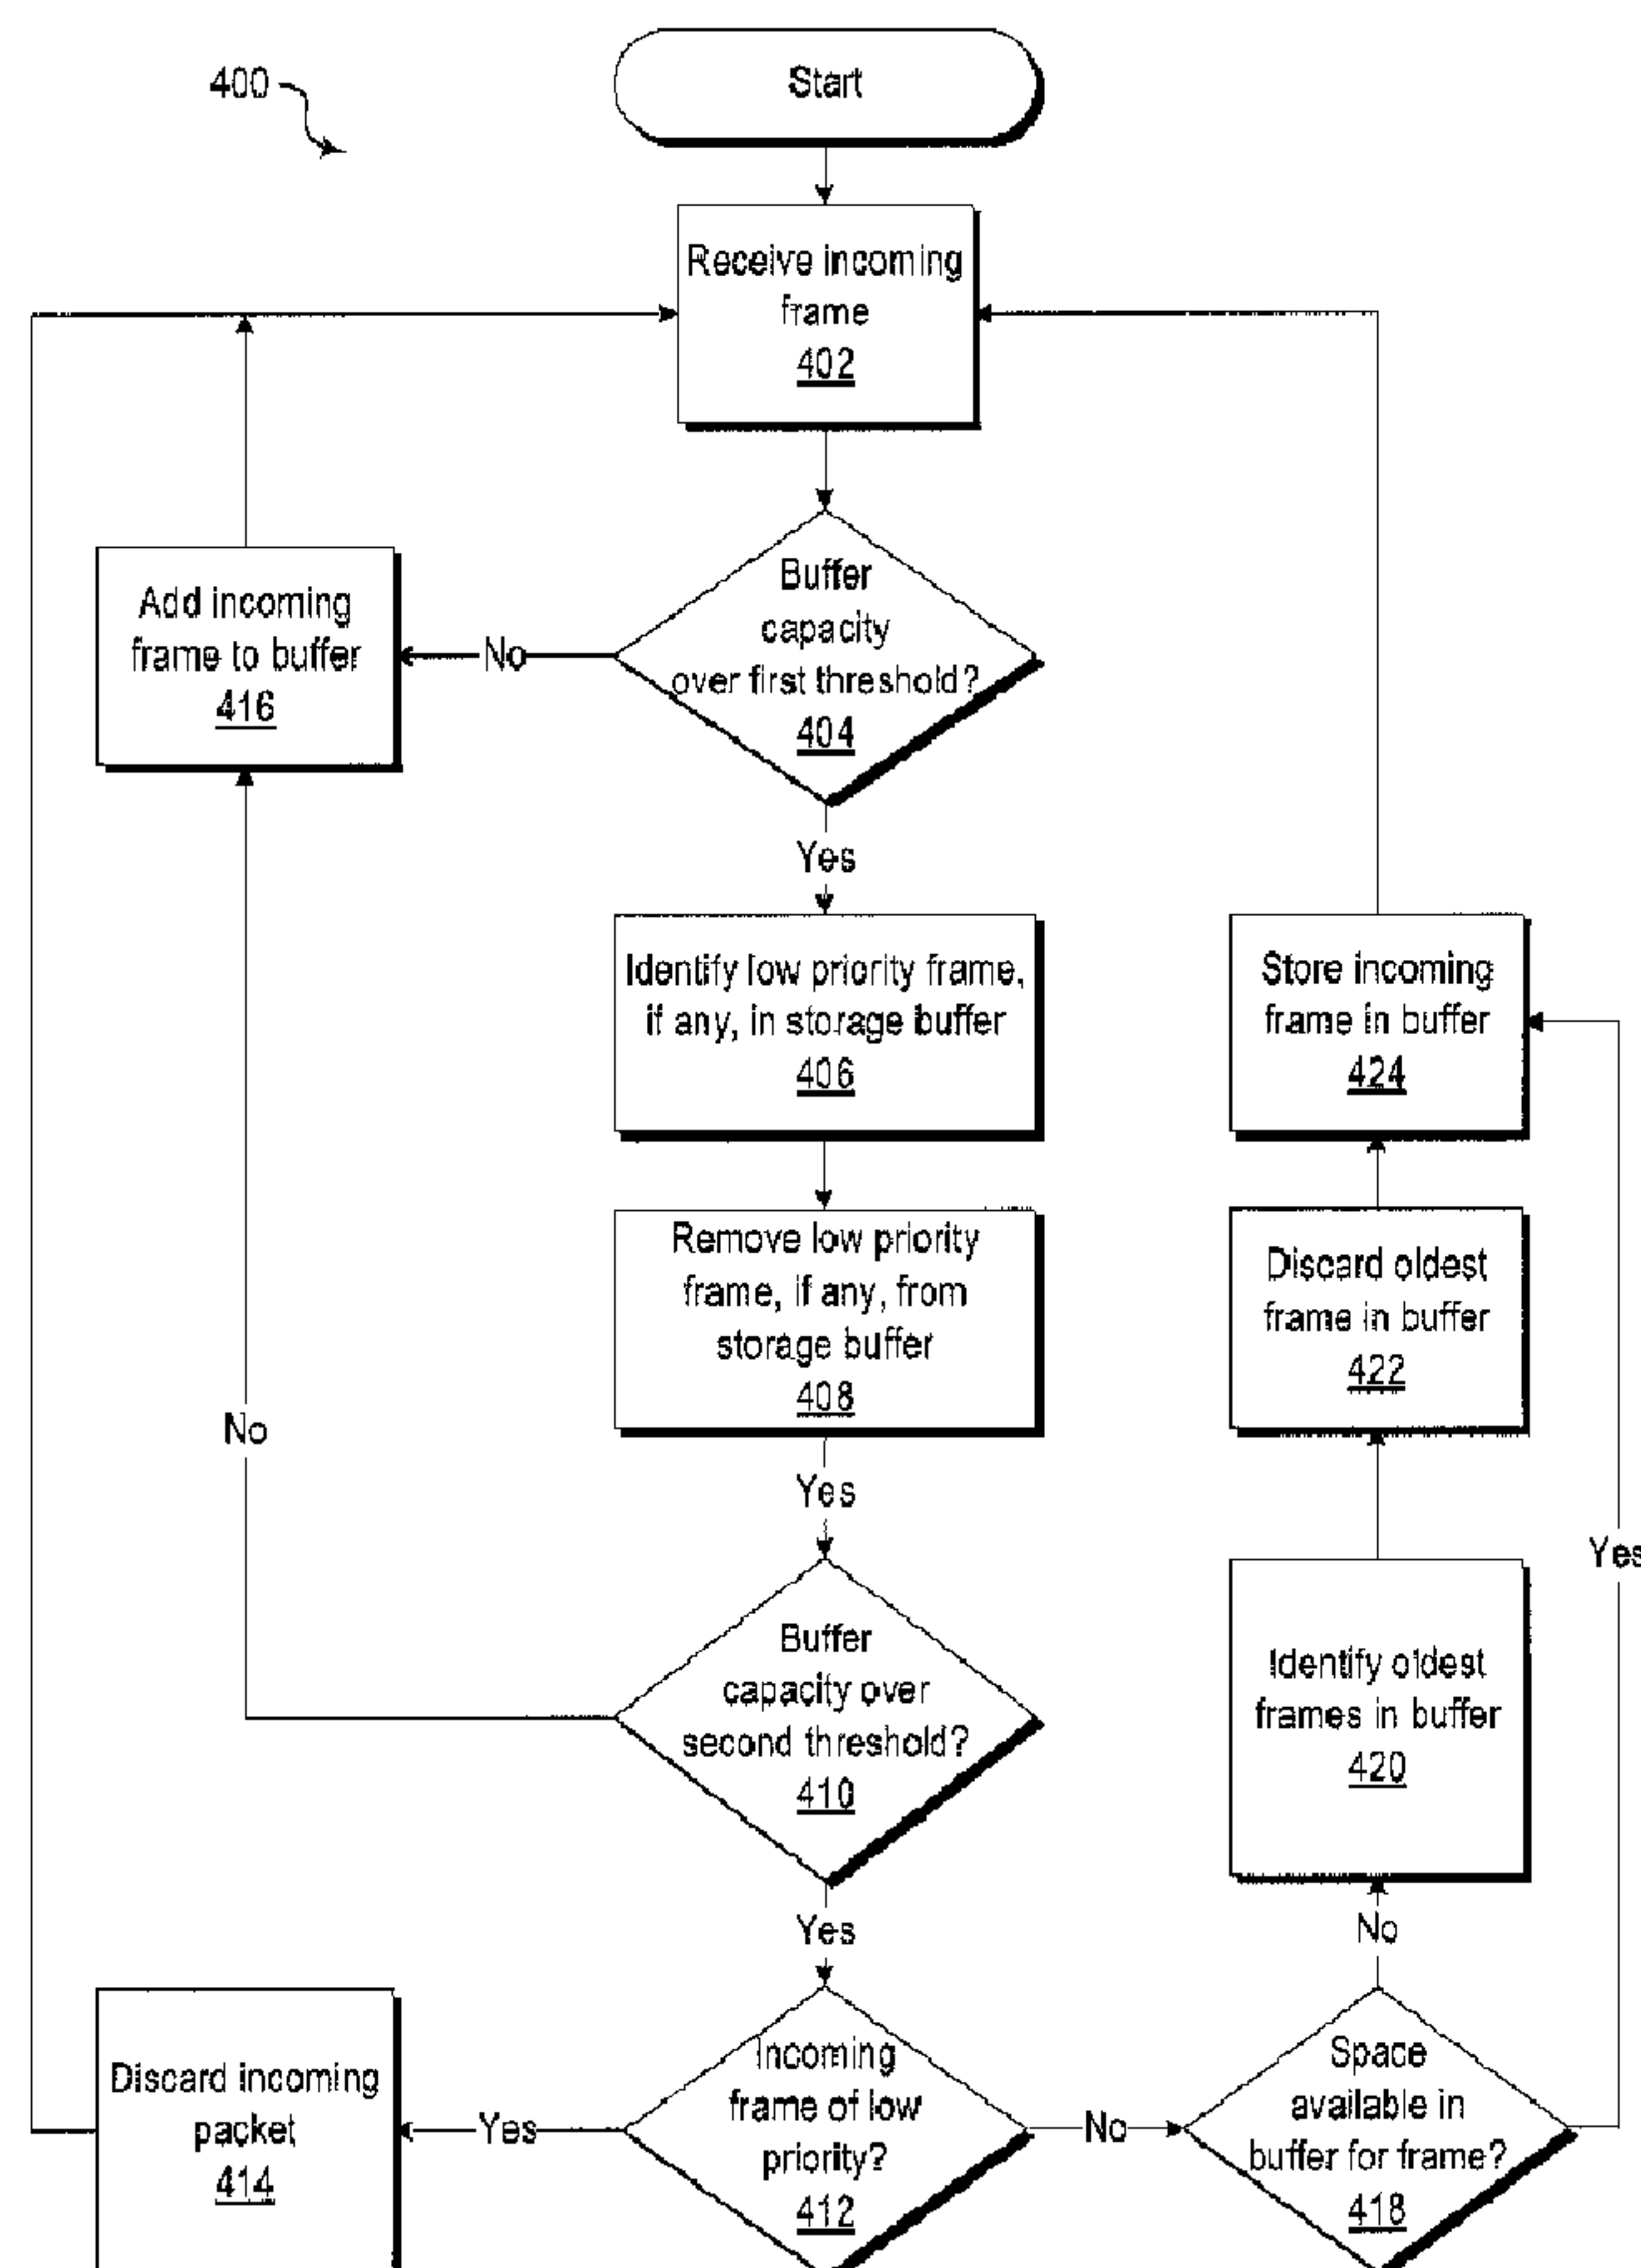 400
Start
Receive incoming
frame
402
Buffer
capacity
over first threshold?
404
No
Add incoming
frame to buffer
416
Yes
Identify low priority frame,
if any, in storage buffer
406
Store incoming
frame in buffer
424
Remove low priority
frame, if any, from
storage buffer
408
Discard oldest
frame in buffer
422
No
Yes
Yes
Buffer
capacity over
second threshold?
410
Identify oldest
frames in buffer
420
Yes
No
Discard incoming
packet
414
Yes
Incoming
frame of low
priority?
412
No
Space
available in
buffer for frame?
418